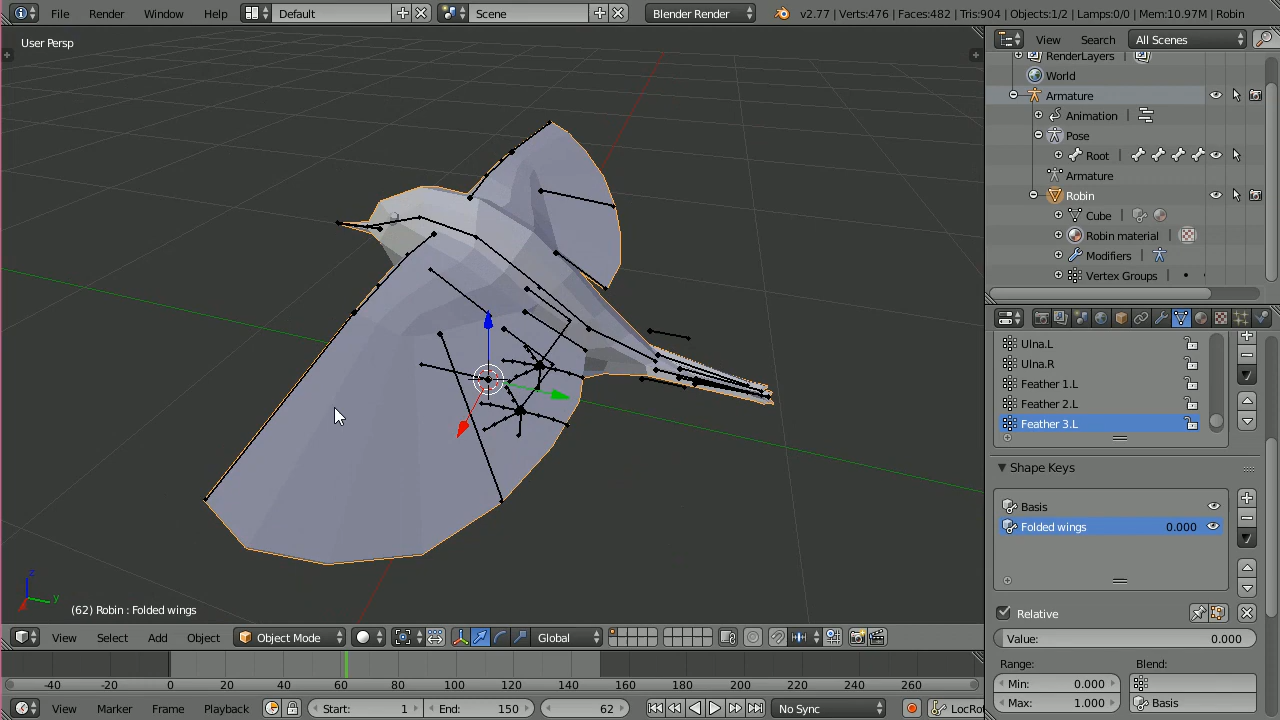 File Render Window Help Default Scene Blender Render v2.77 | Verts:476 | Faces:482 | Tris:904 | Objects:1/2 | Lamps:0/0 | Mem:10.97M | Robin
User Persp
View Search All Scenes
RenderLayers
World
Armature
Animation
Pose
Root
Armature
Robin
Cube
Robin material
Modifiers
Vertex Groups
Ulna.L
Ulna.R
Feather 1.L
Feather 2.L
Feather 3.L
Shape Keys
Basis
Folded wings 0.000
Relative
Value: 0.000
Range: Blend:
Min: 0.000
Max: 1.000 Basis
z
y
(62) Robin : Folded wings
View Select Add Object Object Mode Global
-40 -20 0 20 40 60 80 100 120 140 160 180 200 220 240 260
View Marker Frame Playback Start: 1 End: 150 62 No Sync LocRo